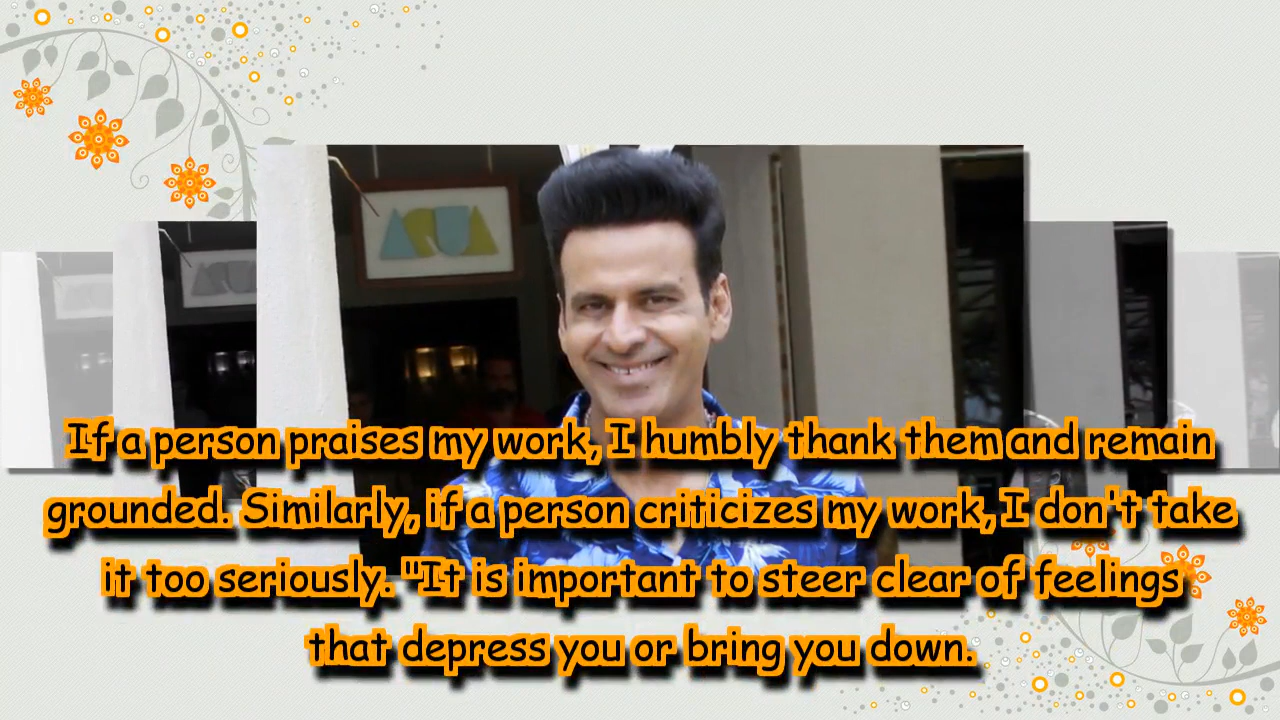 AQUA
If a person praises my work, I humbly thank them and remain
grounded. Similarly, if a person criticizes my work, I don't take
it too seriously. "It is important to steer clear of feelings
that depress you or bring you down.